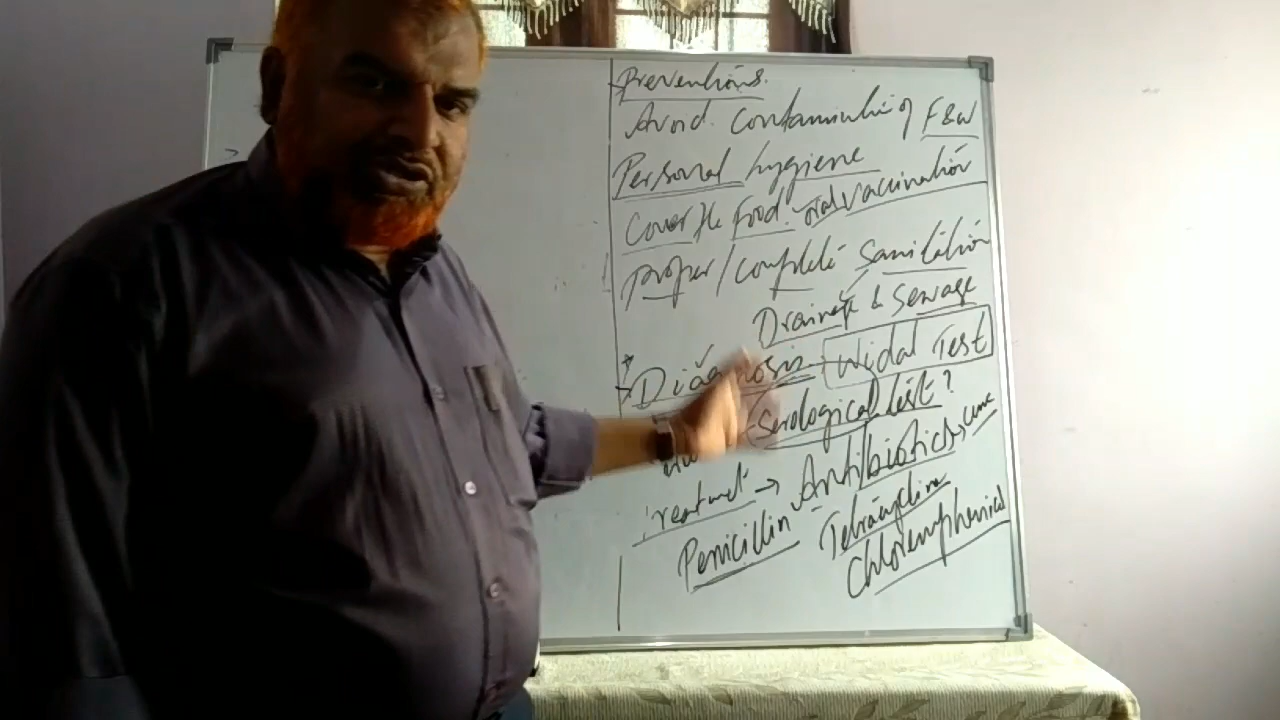 Preventions.
Avoid. Contamination of F&W
Personal hygiene
Cover the Food. oral vaccination
proper/Complete Sanitation
Drainage & Sewage
Diagnosis Widal Test
Serological test?
Treatment → Antibiotics
Penicillin Tetracycline
Chloremphenicol